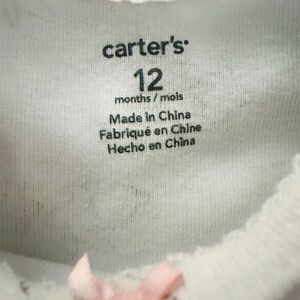 carter's
12
months / mois
Made in China
Fabriqué en Chine
Hecho en China